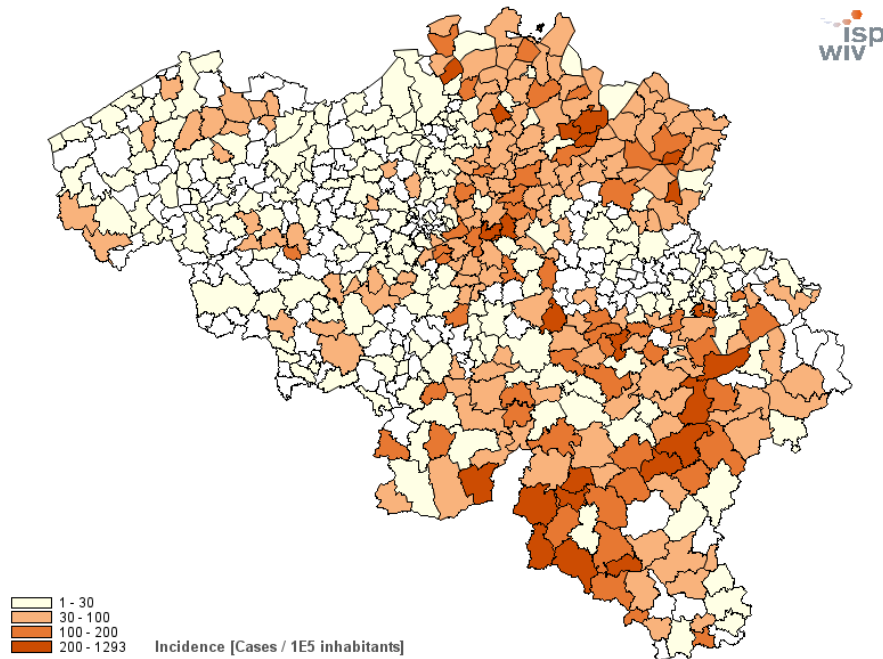 isp
wiv
1 - 30
30 - 100
100 - 200
200 - 1293
Incidence [Cases / 1E5 inhabitants]